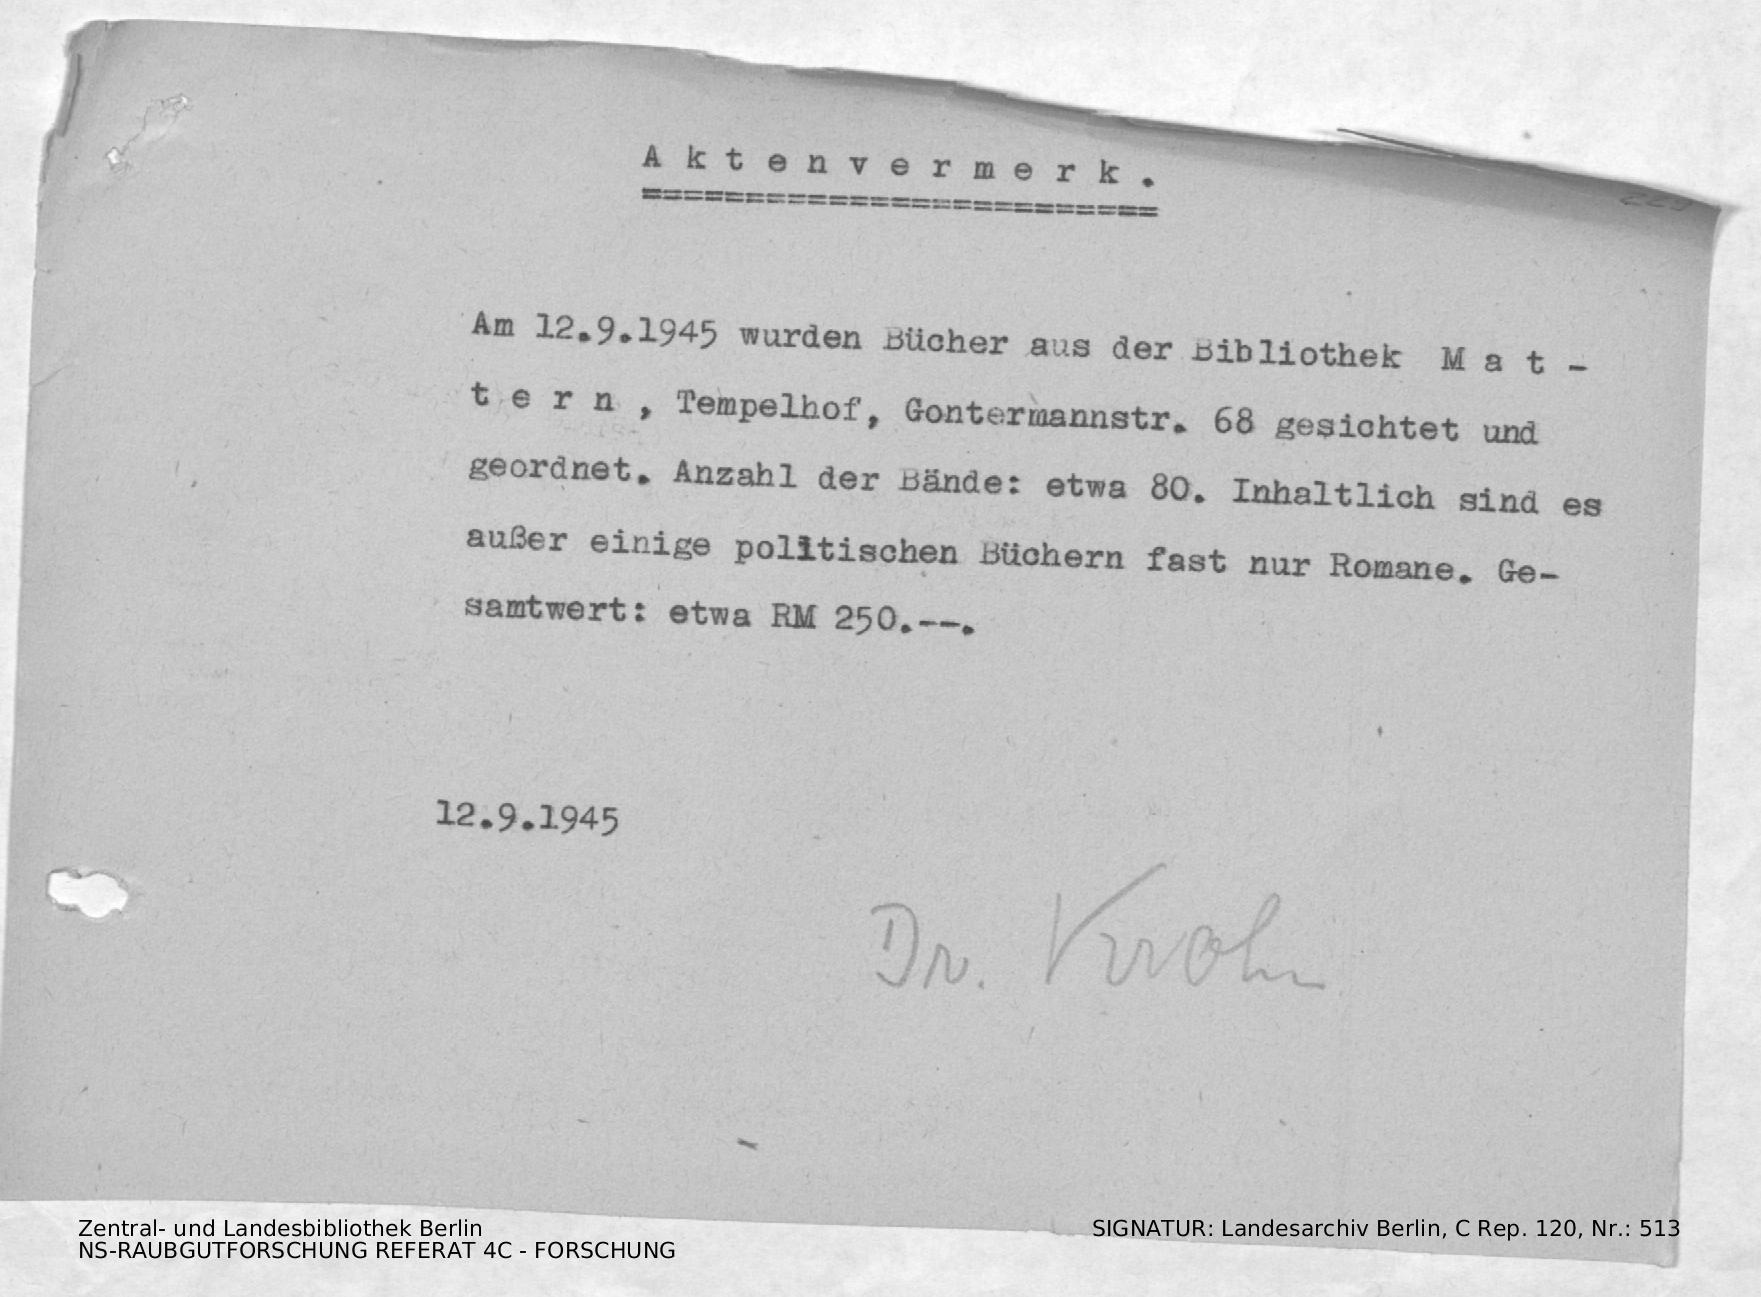 A k t e n v e r m e r k .
=========================
Am 12.9.1945 wurden Bücher aus der Bibliothek M a t -
t e r n , Tempelhof, Gontermannstr. 68 gesichtet und
geordnet. Anzahl der Bände: etwa 80. Inhaltlich sind es
außer einige politischen Büchern fast nur Romane. Ge-
samtwert: etwa RM 250.--.
12.9.1945
Dr. Krohn
Zentral- und Landesbibliothek Berlin
NS-RAUBGUTFORSCHUNG REFERAT 4C - FORSCHUNG
SIGNATUR: Landesarchiv Berlin, C Rep. 120, Nr.: 513